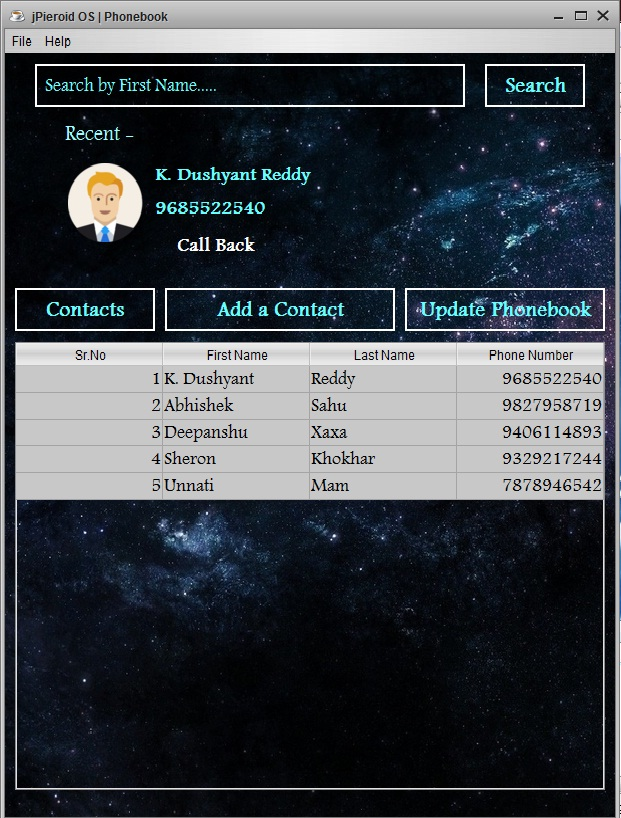 jPieroid OS | Phonebook
File Help
Search by First Name..... Search
Recent -
K. Dushyant Reddy
9685522540
Call Back
Contacts Add a Contact Update Phonebook
Sr.No First Name Last Name Phone Number
1 K. Dushyant Reddy 9685522540
2 Abhishek Sahu 9827958719
3 Deepanshu Xaxa 9406114893
4 Sheron Khokhar 9329217244
5 Unnati Mam 7878946542